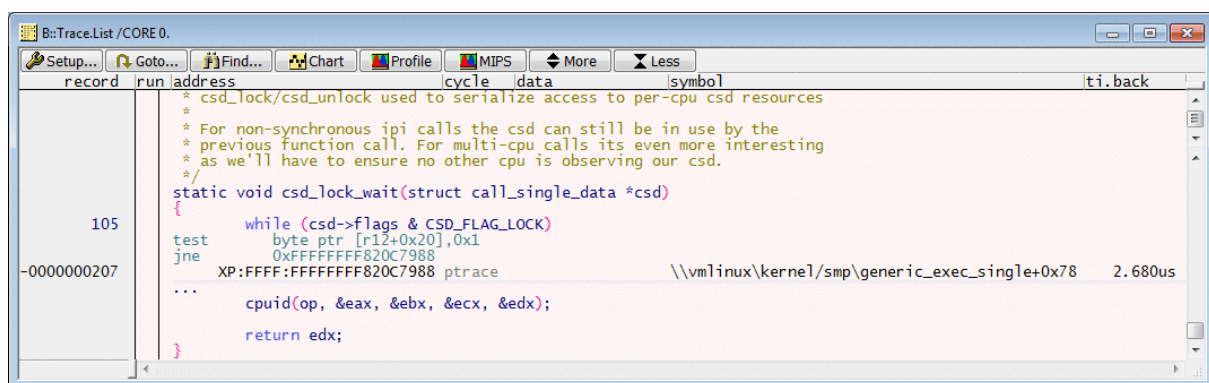 B::Trace.List /CORE 0.
Setup... Goto... Find... Chart Profile MIPS More Less
record run address cycle data symbol ti.back
* csd_lock/csd_unlock used to serialize access to per-cpu csd resources
*
* For non-synchronous ipi calls the csd can still be in use by the
* previous function call. For multi-cpu calls its even more interesting
* as we'll have to ensure no other cpu is observing our csd.
*/
static void csd_lock_wait(struct call_single_data *csd)
{
105 while (csd->flags & CSD_FLAG_LOCK)
test byte ptr [r12+0x20],0x1
jne 0xFFFFFFFF820C7988
-0000000207 XP:FFFF:FFFFFFFF820C7988 ptrace \\vmlinux\kernel/smp\generic_exec_single+0x78 2.680us
...
cpuid(op, &eax, &ebx, &ecx, &edx);
return edx;
}